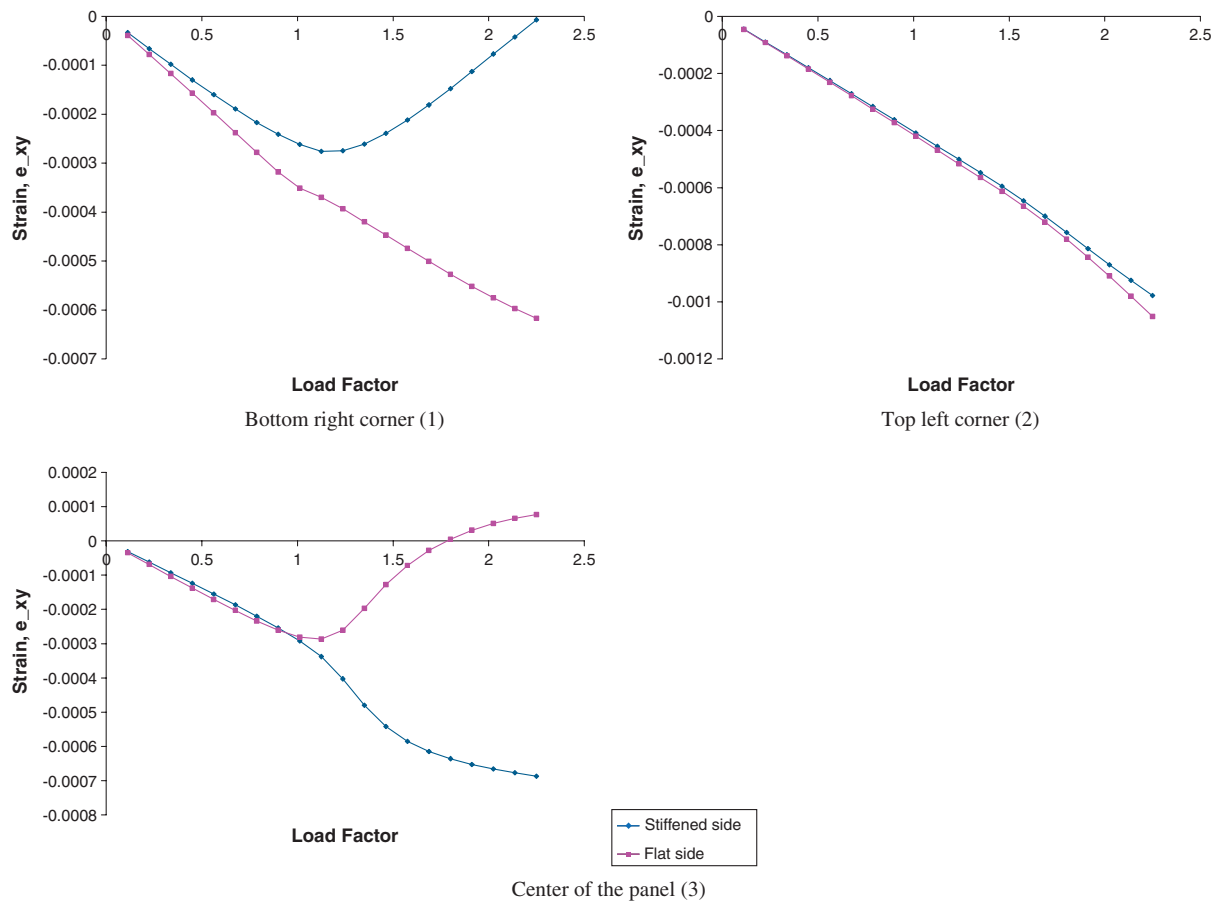 0
0 0.5 1 1.5 2 2.5
-0.0001
-0.0002
-0.0003
-0.0004
-0.0005
-0.0006
-0.0007
Strain, e_xy
Load Factor
Bottom right corner (1)
0
0 0.5 1 1.5 2 2.5
-0.0002
-0.0004
-0.0006
-0.0008
-0.001
-0.0012
Strain, e_xy
Load Factor
Top left corner (2)
0.0002
0.0001
0
0 0.5 1 1.5 2 2.5
-0.0001
-0.0002
-0.0003
-0.0004
-0.0005
-0.0006
-0.0007
-0.0008
Strain, e_xy
Load Factor
Stiffened side
Flat side
Center of the panel (3)